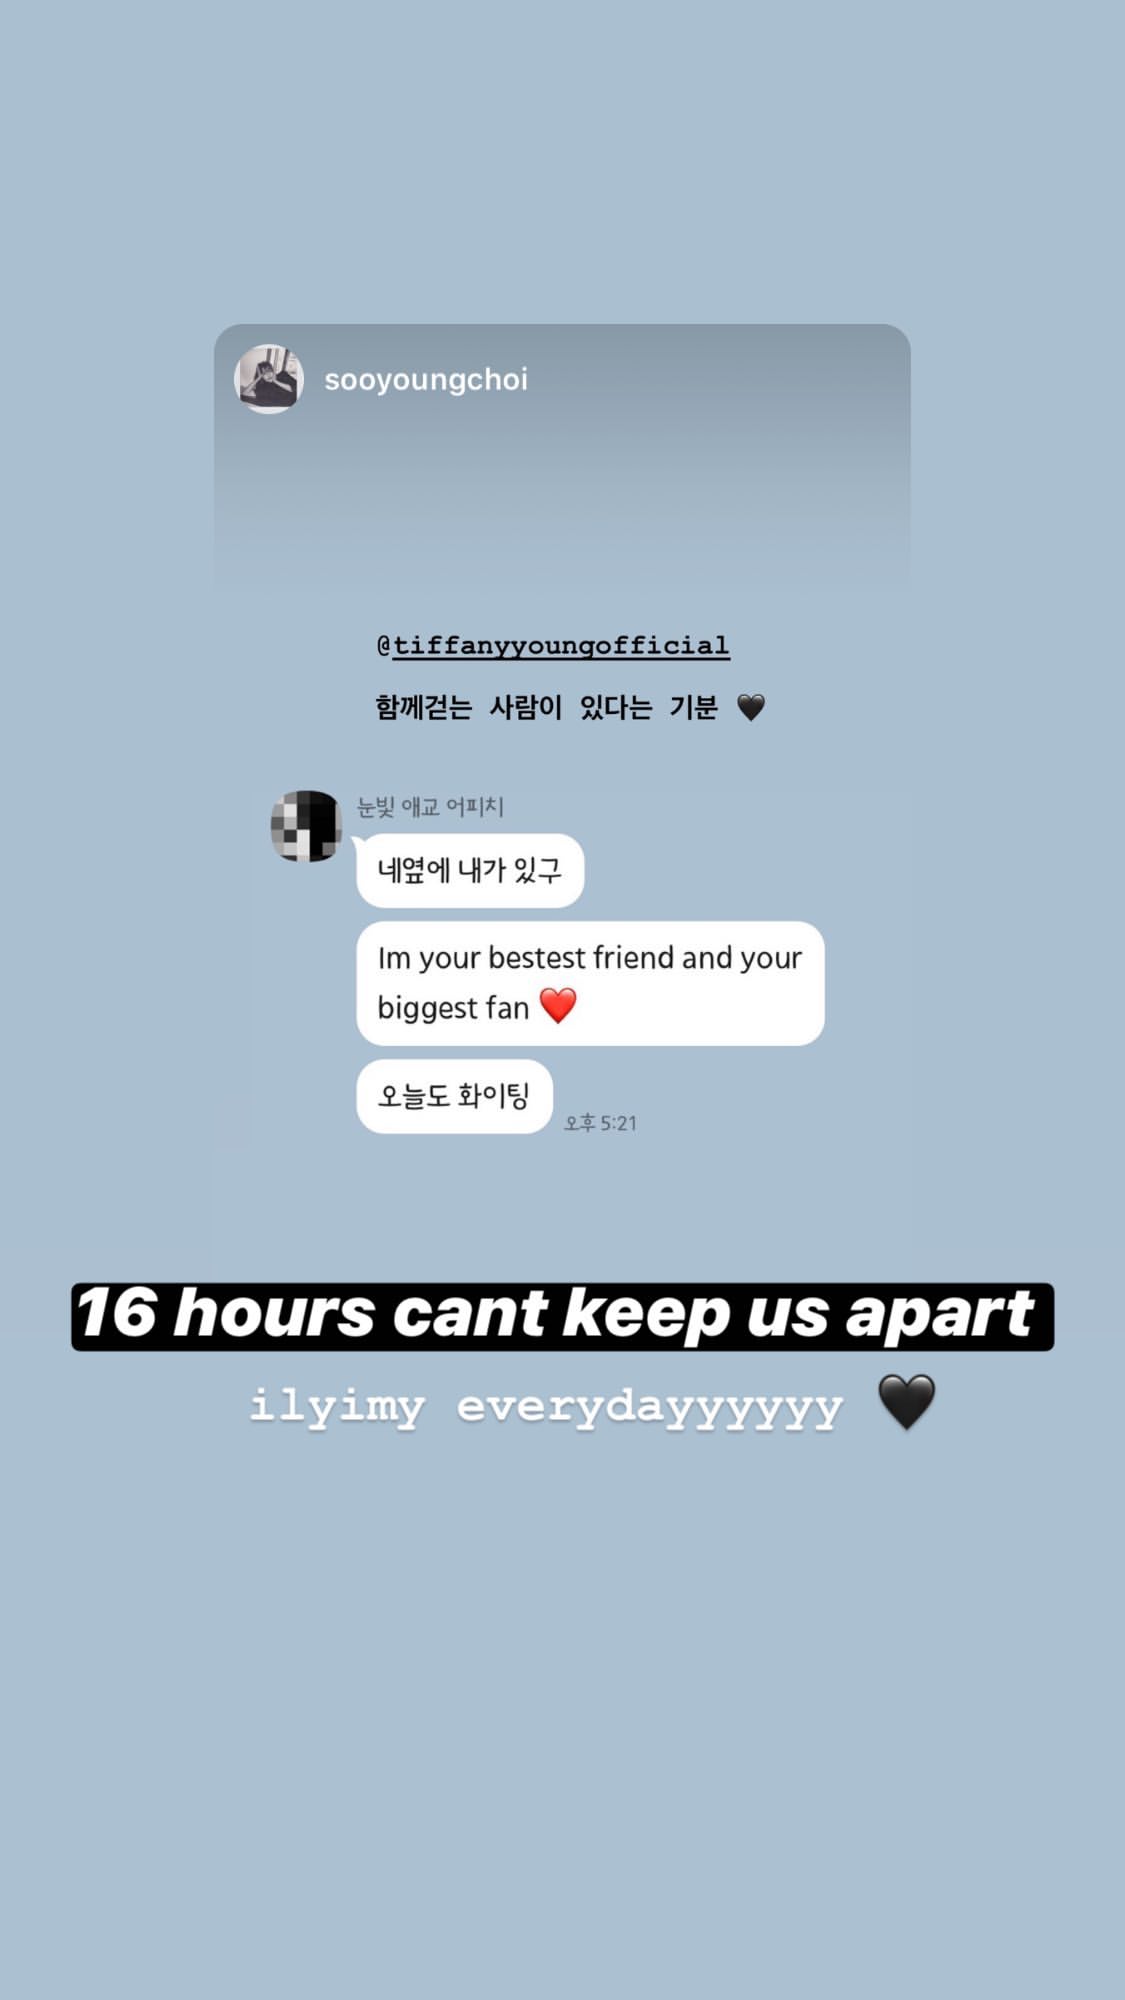 sooyoungchoi
@tiffanyyoungofficial
함께걷는 사람이 있다는 기분 🖤
눈빛 애교 어피치
네옆에 내가 있구
Im your bestest friend and your
biggest fan ❤️
오늘도 화이팅
오후 5:21
16 hours cant keep us apart
ilyimy everydayyyyyy 🖤